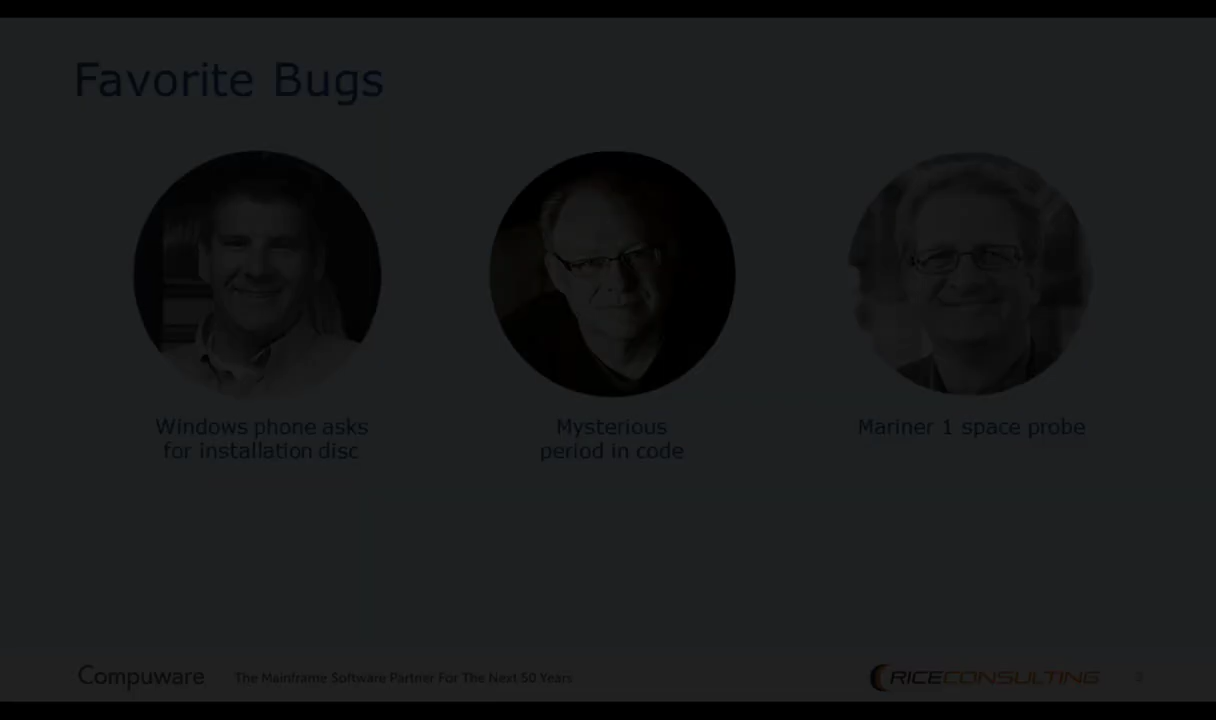 Favorite Bugs
Windows phone asks
for installation disc
Mysterious
period in code
Mariner 1 space probe
Compuware
The Mainframe Software Partner For The Next 50 Years
RICECONSULTING